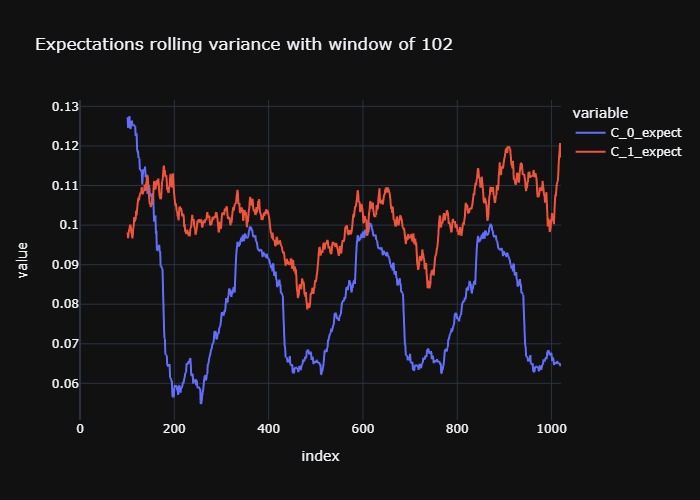 Expectations rolling variance with window of 102
variable
C_0_expect
C_1_expect
0.13
0.12
0.11
0.1
0.09
0.08
0.07
0.06
value
0 200 400 600 800 1000
index